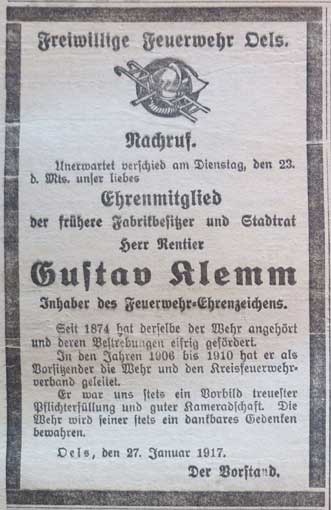 Freiwillige Feuerwehr Oels.
Nachruf.
Unerwartet verschied am Dienstag, den 23.
d. Mts. unser liebes
Ehrenmitglied
der frühere Fabrikbesitzer und Stadtrat
Herr Rentier
Gustav Klemm
Inhaber des Feuerwehr-Ehrenzeichens.
Seit 1874 hat derselbe der Wehr angehört
und deren Bestrebungen eifrig gefördert.
In den Jahren 1906 bis 1910 hat er als
Vorsitzender die Wehr und den Kreisfeuerwehr-
verband geleitet.
Er war uns stets ein Vorbild treuester
Pflichterfüllung und guter Kameradschaft. Die
Wehr wird seiner stets ein dankbares Gedenken
bewahren.
Oels, den 27. Januar 1917.
Der Vorstand.